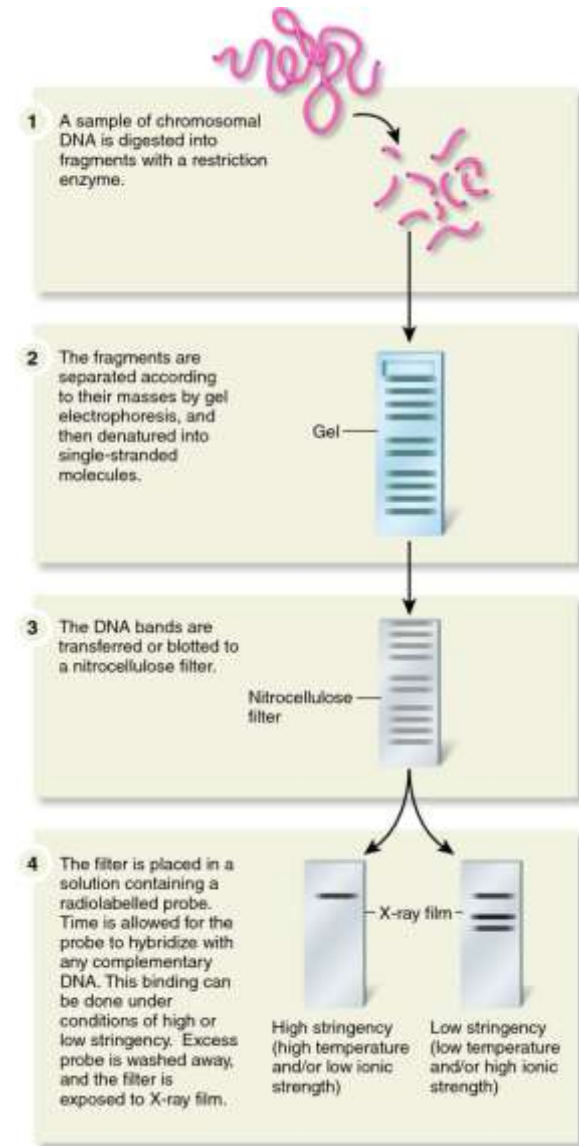 1 A sample of chromosomal
DNA is digested into
fragments with a restriction
enzyme.
2 The fragments are
separated according
to their masses by gel
electrophoresis, and
then denatured into
single-stranded
molecules.
Gel
3 The DNA bands are
transferred or blotted to
a nitrocellulose filter.
Nitrocellulose
filter
4 The filter is placed in a
solution containing a
radiolabelled probe.
Time is allowed for the
probe to hybridize with
any complementary
DNA. This binding can
be done under
conditions of high or
low stringency. Excess
probe is washed away,
and the filter is
exposed to X-ray film.
X-ray film
High stringency
(high temperature
and/or low ionic
strength)
Low stringency
(low temperature
and/or high ionic
strength)